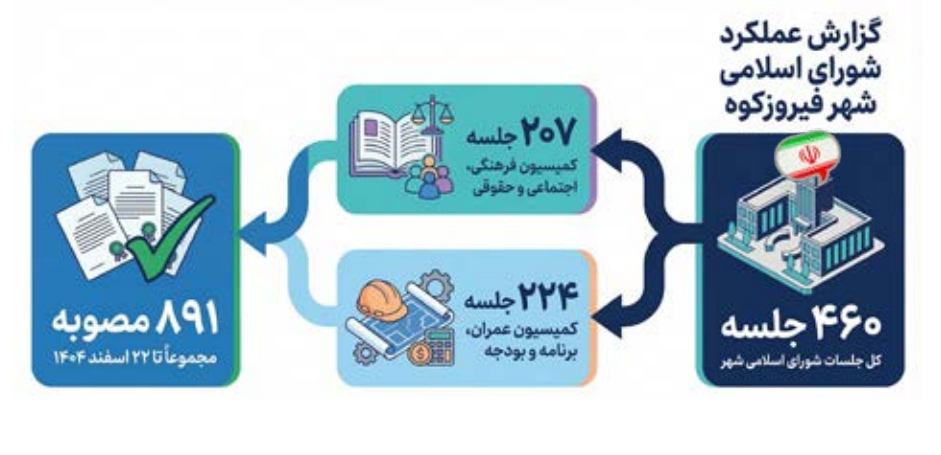 گزارش عملکرد
شورای اسلامی
شهر فیروزکوه
۴۶۰ جلسه
کل جلسات شورای اسلامی شهر
۲۰۷ جلسه
کمیسیون فرهنگی،
اجتماعی و حقوقی
۲۲۴ جلسه
کمیسیون عمران،
برنامه و بودجه
۸۹۱ مصوبه
مجموعاً تا ۲۲ اسفند ۱۴۰۴